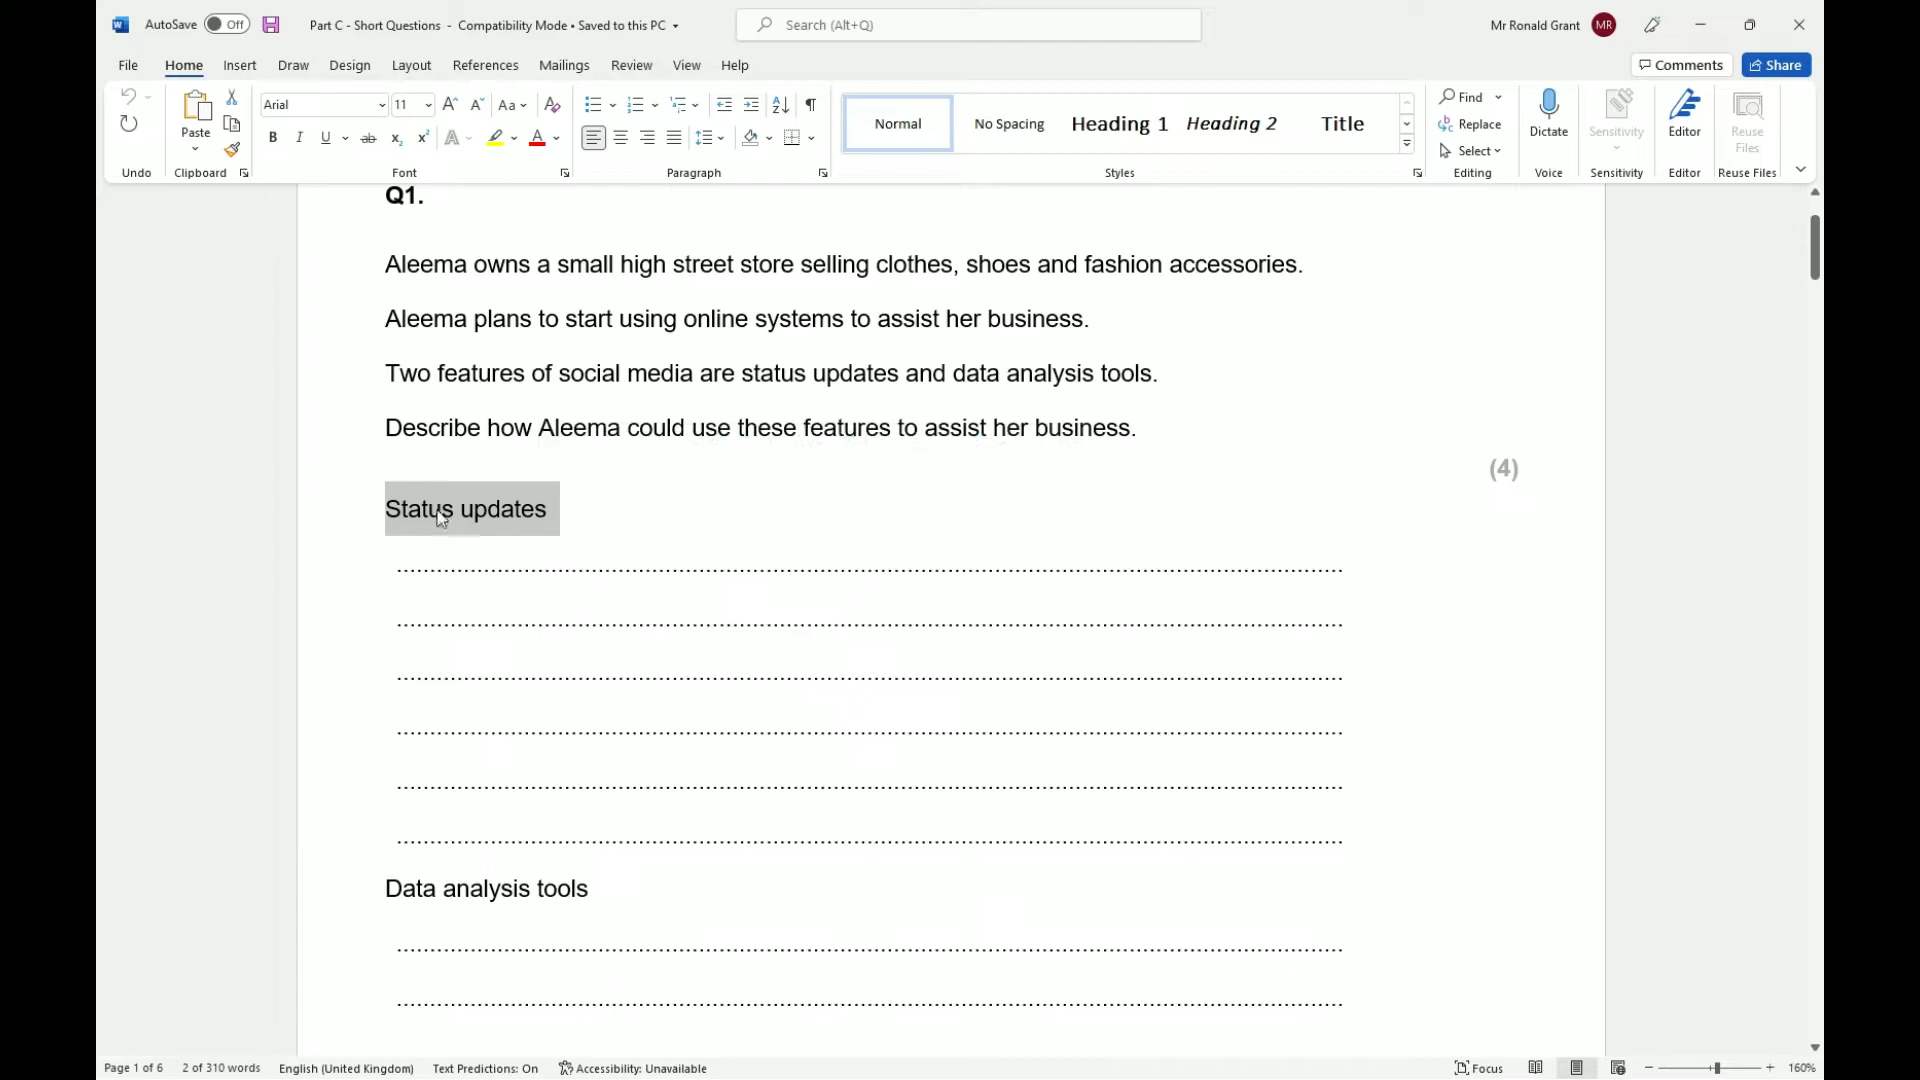 AutoSave Off Part C - Short Questions - Compatibility Mode • Saved to this PC Search (Alt+Q) Mr Ronald Grant MR
File Home Insert Draw Design Layout References Mailings Review View Help Comments Share
Arial 11 Aa
Paste
B I U ab x₂ x² A A
Normal No Spacing Heading 1 Heading 2 Title
Find
Replace
Select
Dictate Sensitivity Editor Reuse Files
Undo Clipboard Font Paragraph Styles Editing Voice Sensitivity Editor Reuse Files
Q1.
Aleema owns a small high street store selling clothes, shoes and fashion accessories.
Aleema plans to start using online systems to assist her business.
Two features of social media are status updates and data analysis tools.
Describe how Aleema could use these features to assist her business.
(4)
Status updates
Data analysis tools
Page 1 of 6 2 of 310 words English (United Kingdom) Text Predictions: On Accessibility: Unavailable Focus 160%